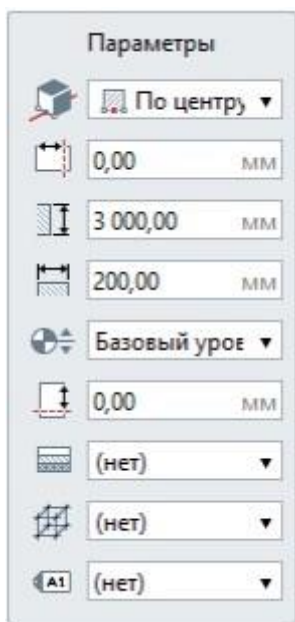 Параметры
По центру
0,00 мм
3 000,00 мм
200,00 мм
Базовый уров
0,00 мм
(нет)
(нет)
A1 (нет)